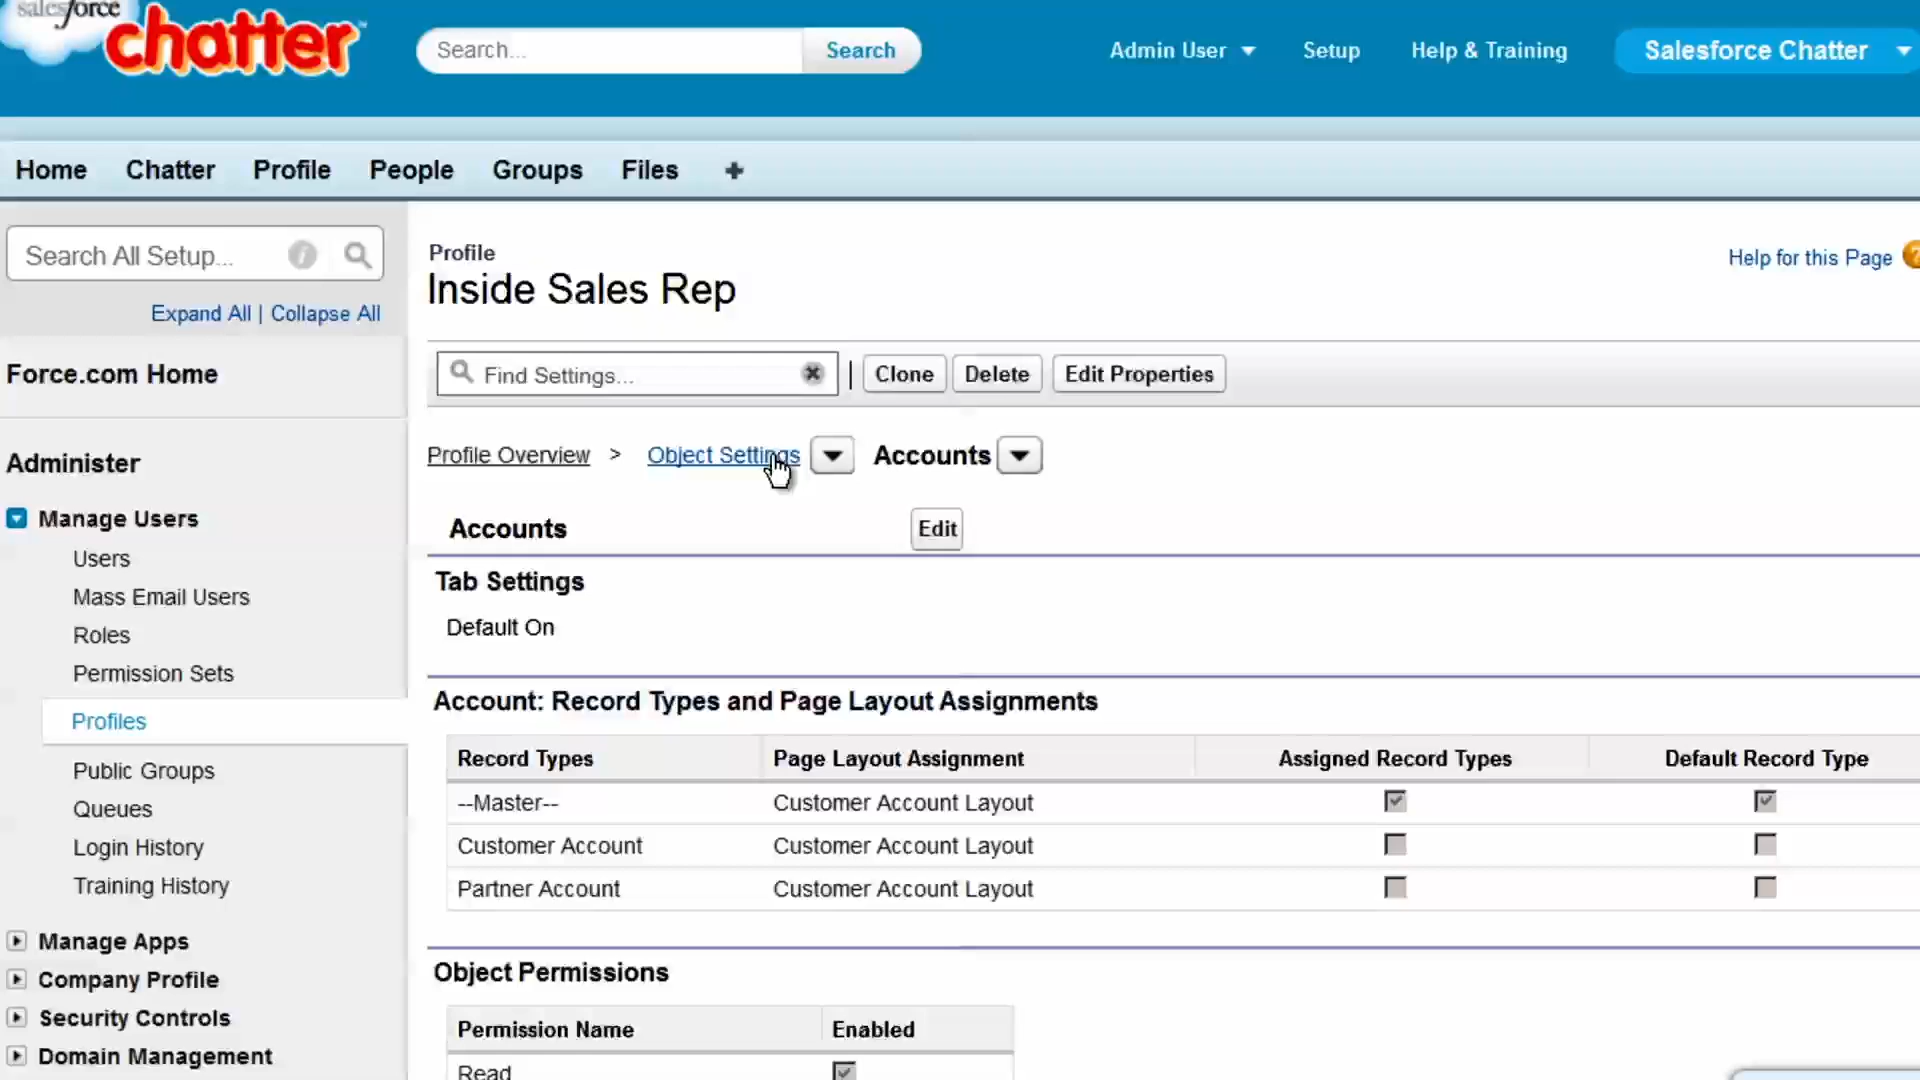 salesforce
chatter
Search...
Search
Admin User
Setup
Help & Training
Salesforce Chatter
Home
Chatter
Profile
People
Groups
Files
Search All Setup...
Expand All | Collapse All
Force.com Home
Administer
Manage Users
Users
Mass Email Users
Roles
Permission Sets
Profiles
Public Groups
Queues
Login History
Training History
Manage Apps
Company Profile
Security Controls
Domain Management
Profile
Inside Sales Rep
Help for this Page
Find Settings...
Clone
Delete
Edit Properties
Profile Overview > Object Settings Accounts
Accounts Edit
Tab Settings
Default On
Account: Record Types and Page Layout Assignments
Record Types Page Layout Assignment Assigned Record Types Default Record Type
--Master-- Customer Account Layout
Customer Account Customer Account Layout
Partner Account Customer Account Layout
Object Permissions
Permission Name Enabled
Read